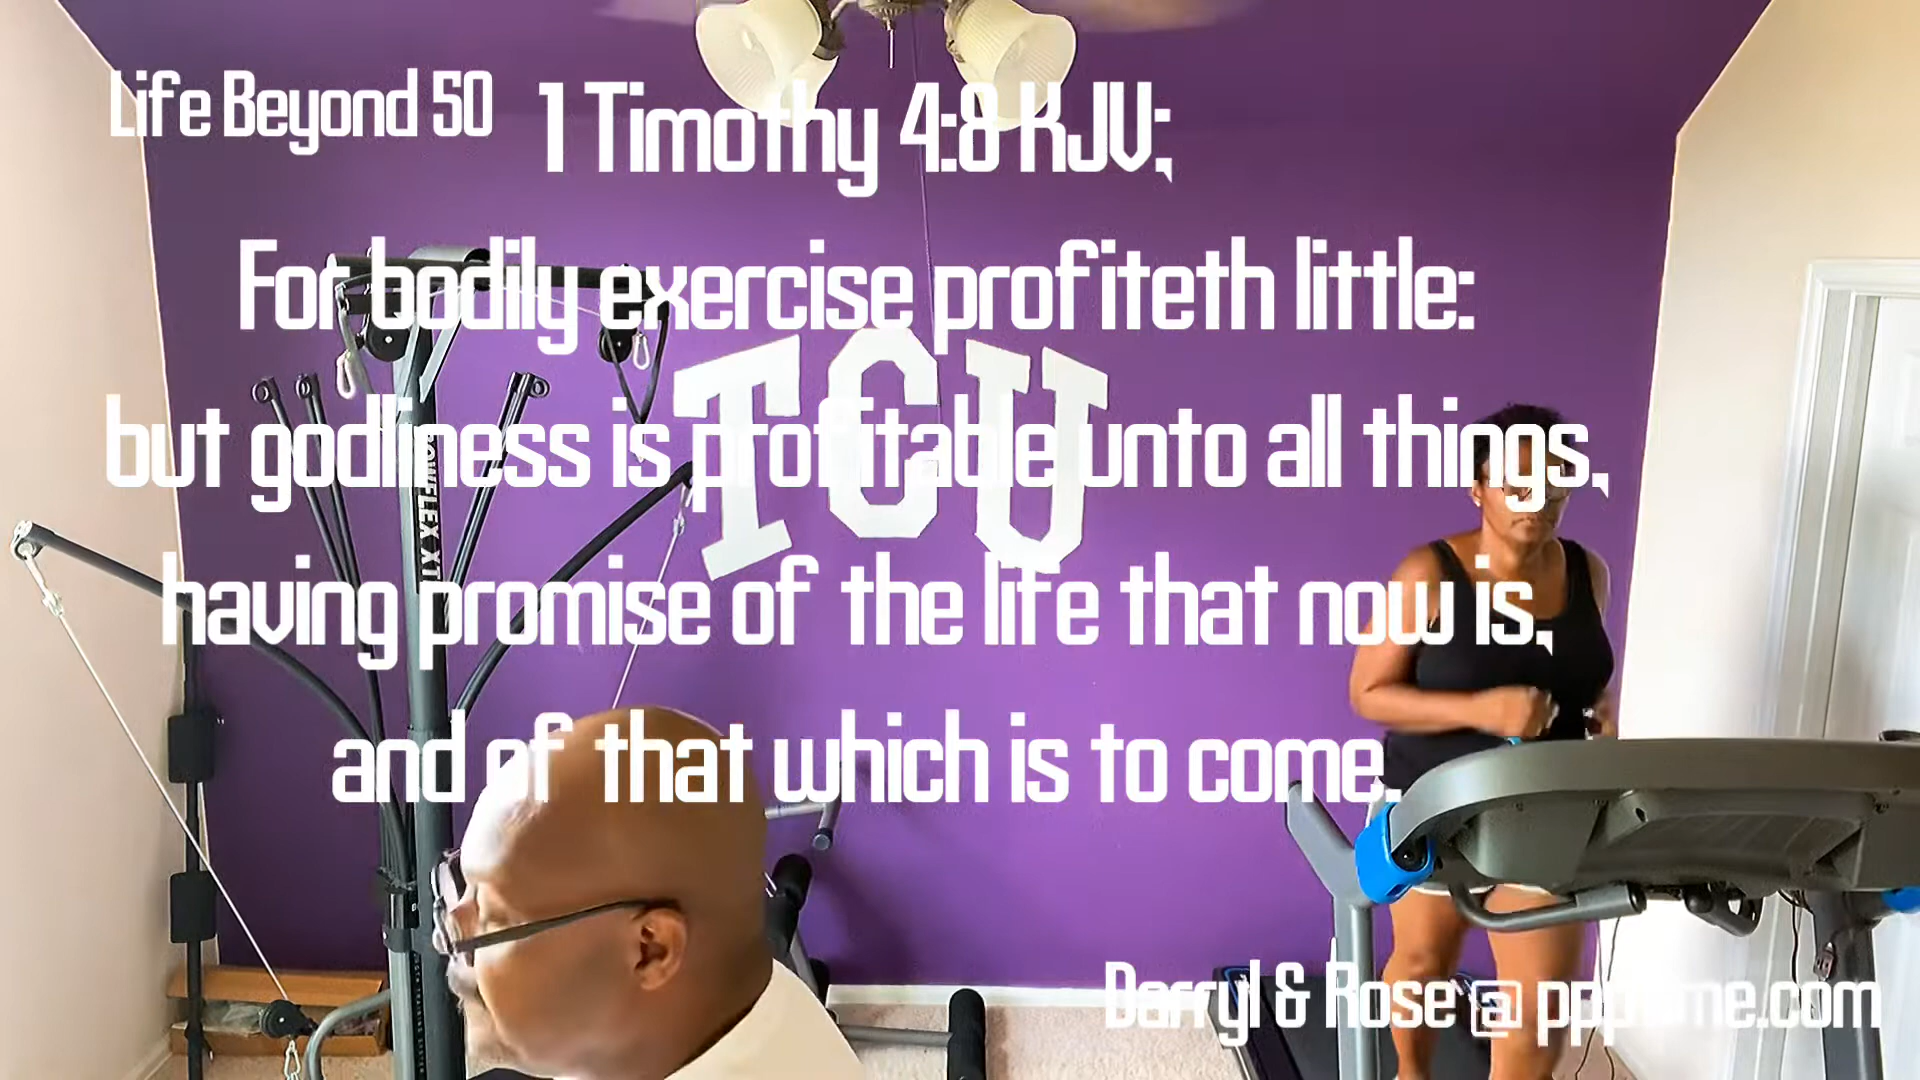 Life Beyond 50
1 Timothy 4:8 KJV;
For bodily exercise profiteth little:
but godliness is profitable unto all things,
having promise of the life that now is,
and of that which is to come.
TCU
BOWFLEX
Darryl & Rose @